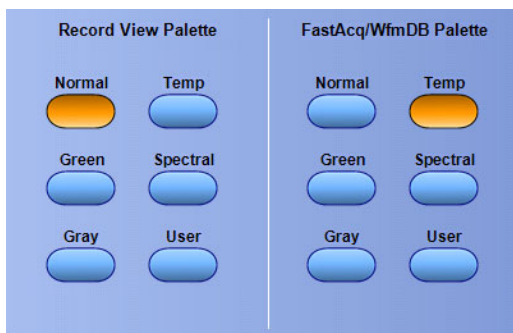 Record View Palette
Normal Temp
Green Spectral
Gray User
FastAcq/WfmDB Palette
Normal Temp
Green Spectral
Gray User